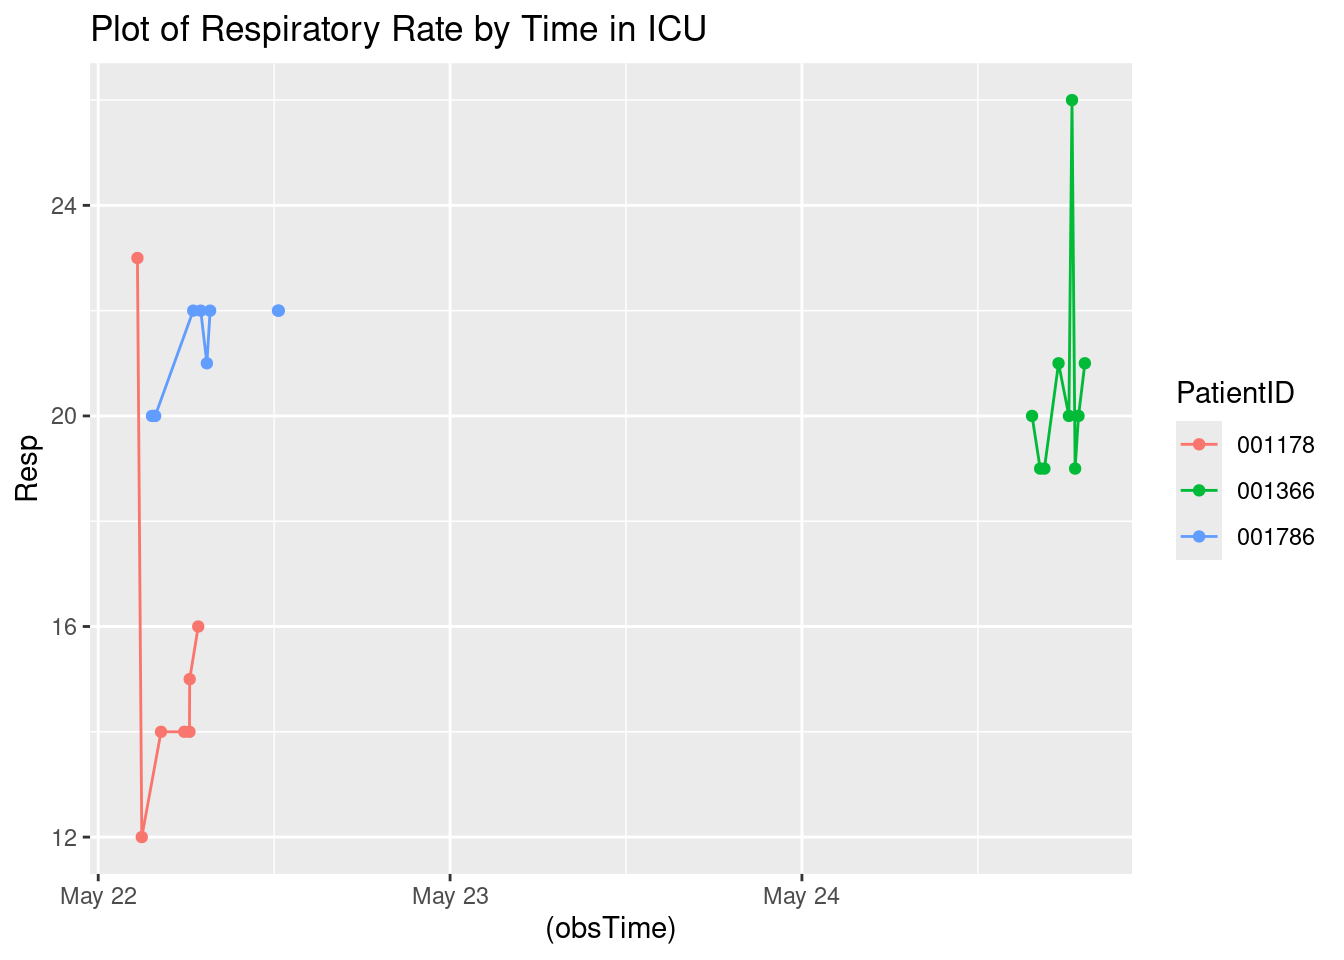 Plot of Respiratory Rate by Time in ICU
24
20
16
12
Resp
May 22
May 23
May 24
(obsTime)
PatientID
001178
001366
001786